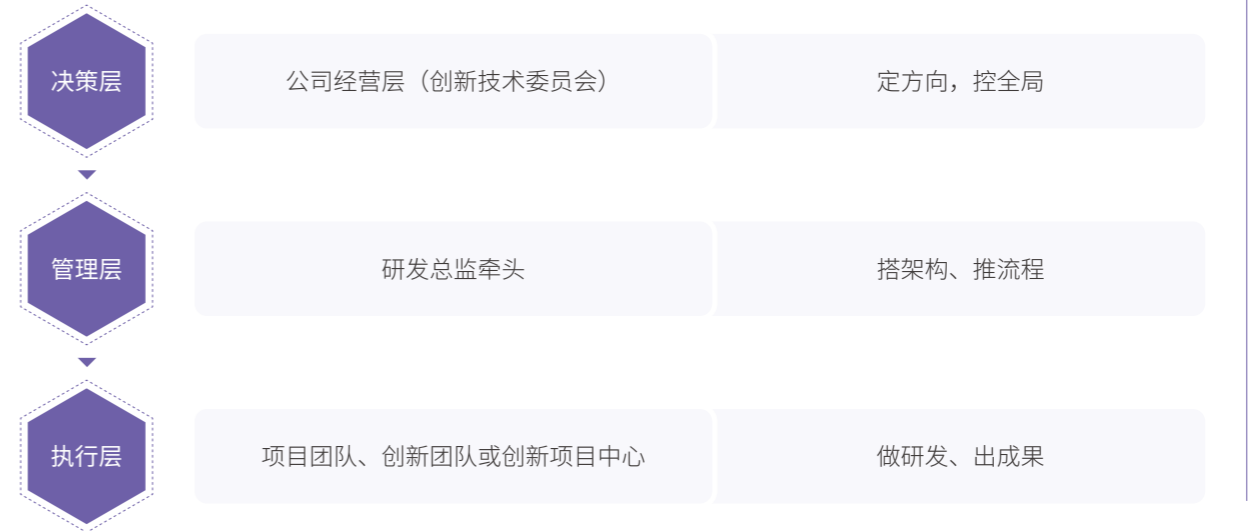 决策层
公司经营层（创新技术委员会）
定方向，控全局
管理层
研发总监牵头
搭架构、推流程
执行层
项目团队、创新团队或创新项目中心
做研发、出成果